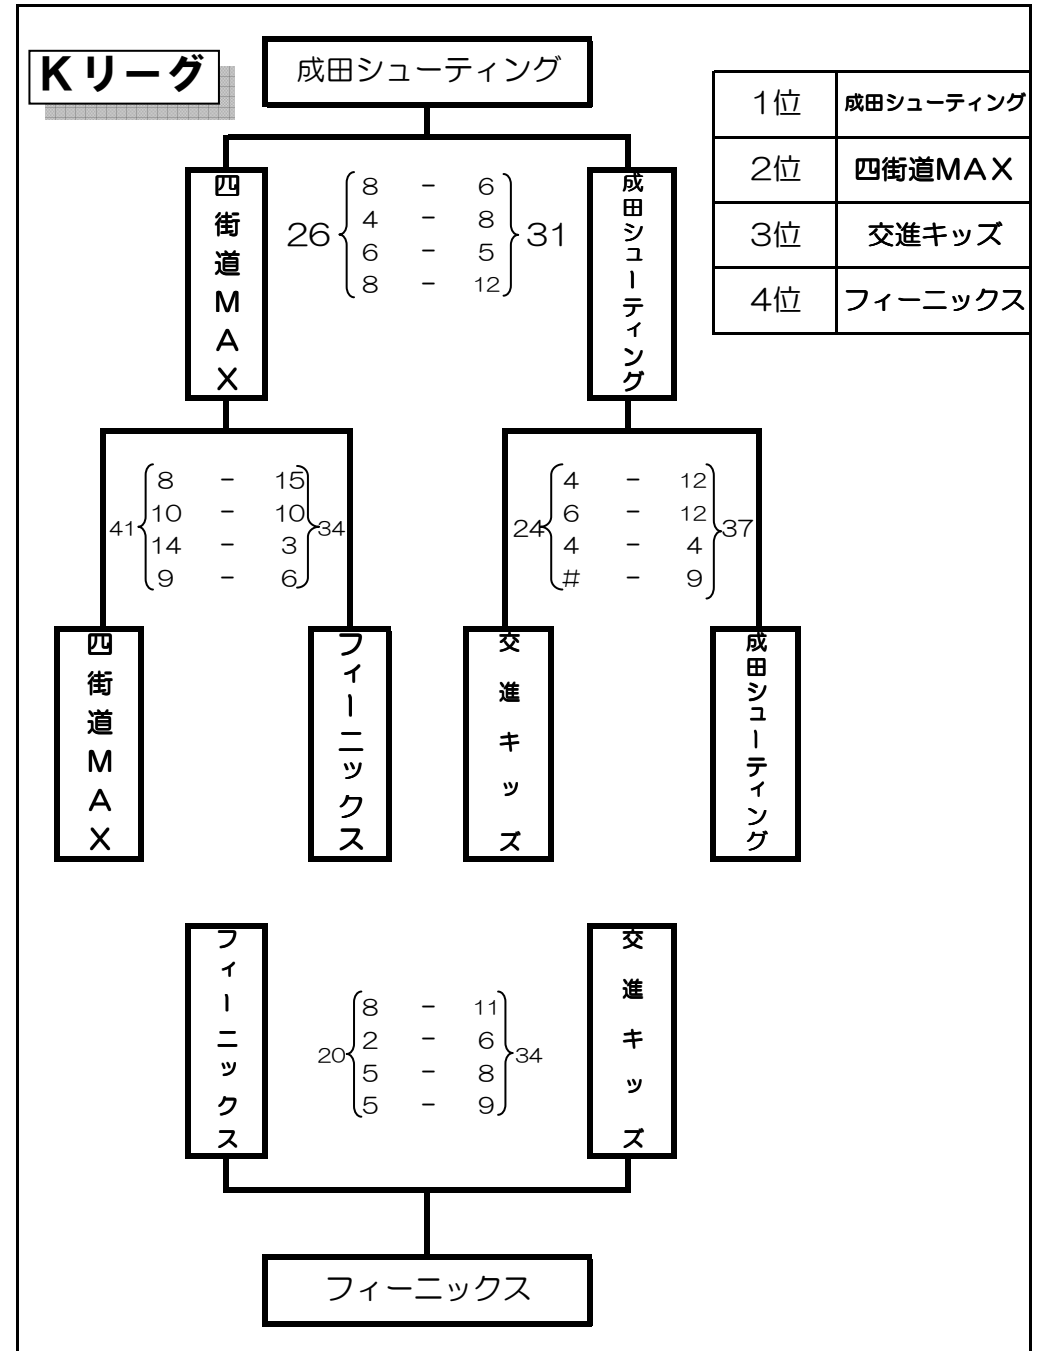 Kリーグ
成田シューティング
1位 成田シューティング
2位 四街道MAX
3位 交進キッズ
4位 フィーニックス
四街道MAX
26
8 - 6
4 - 8
6 - 5
8 - 12
31
成田シューティング
41
8 - 15
10 - 10
14 - 3
9 - 6
34
24
4 - 12
6 - 12
4 - 4
# - 9
37
四街道MAX
フィーニックス
交進キッズ
成田シューティング
フィーニックス
20
8 - 11
2 - 6
5 - 8
5 - 9
34
交進キッズ
フィーニックス